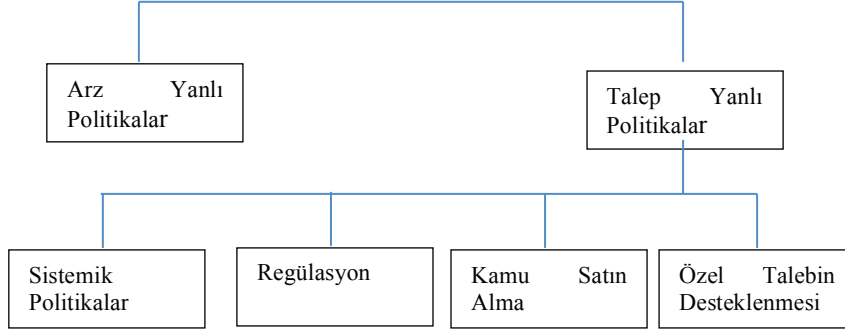 Arz Yanlı
Politikalar
Talep Yanlı
Politikalar
Sistemik
Politikalar
Regülasyon
Kamu Satın
Alma
Özel Talebin
Desteklenmesi